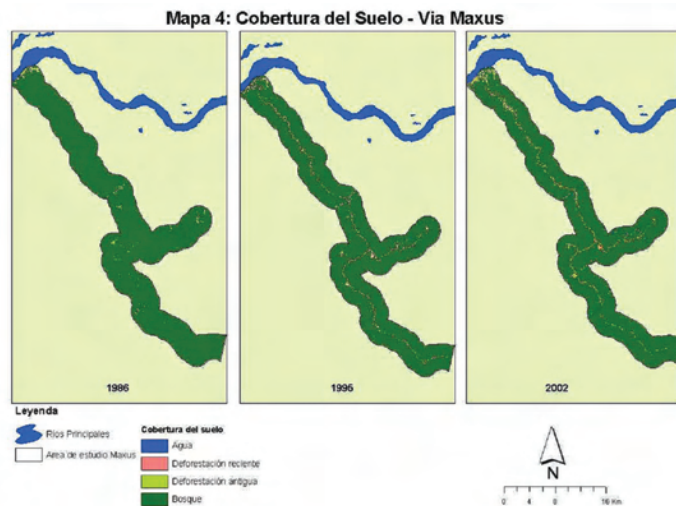 Mapa 4: Cobertura del Suelo - Via Maxus
1986
1996
2002
Leyenda
Ríos Principales
Area de estudio Maxus
Cobertura del suelo
Agua
Deforestación reciente
Deforestación antigua
Bosque
N
0 4 8 16 Km